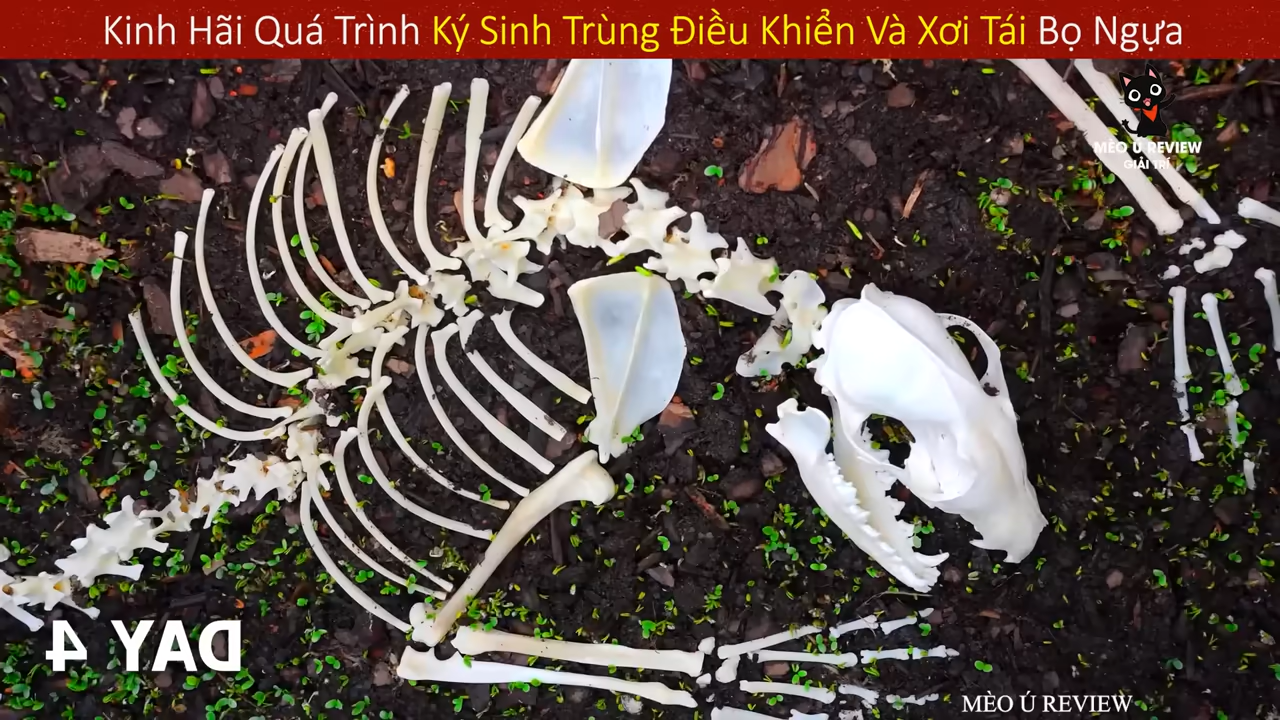 Kinh Hãi Quá Trình Ký Sinh Trùng Điều Khiển Và Xơi Tái Bọ Ngựa
MÈO Ú REVIEW
GIẢI TRÍ
DAY 4
MÈO Ú REVIEW